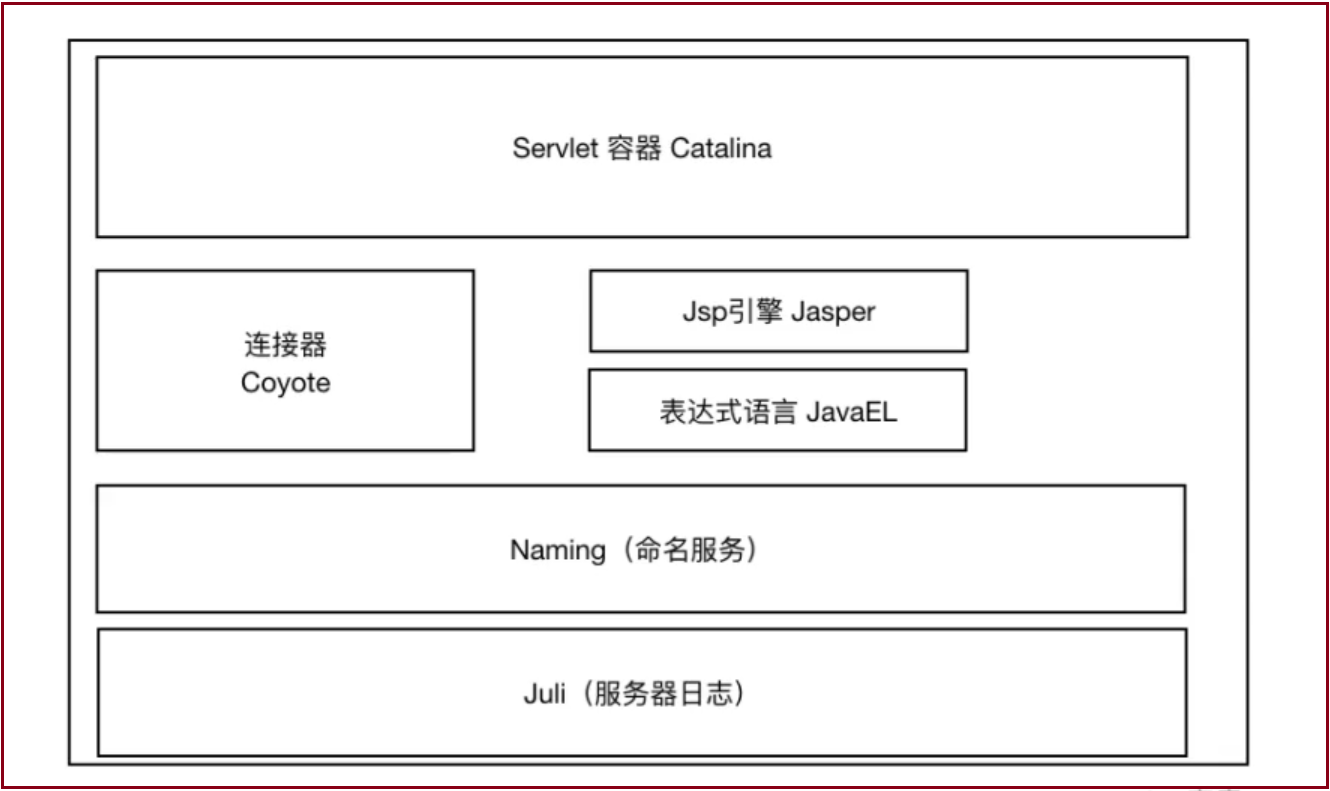 Servlet 容器 Catalina
连接器
Coyote
Jsp引擎 Jasper
表达式语言 JavaEL
Naming（命名服务）
Juli（服务器日志）